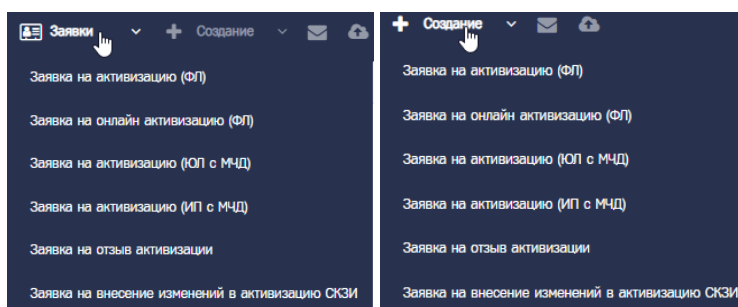 Заявки Создание
Заявка на активизацию (ФЛ)
Заявка на онлайн активизацию (ФЛ)
Заявка на активизацию (ЮЛ с МЧД)
Заявка на активизацию (ИП с МЧД)
Заявка на отзыв активизации
Заявка на внесение изменений в активизацию СКЗИ
Создание
Заявка на активизацию (ФЛ)
Заявка на онлайн активизацию (ФЛ)
Заявка на активизацию (ЮЛ с МЧД)
Заявка на активизацию (ИП с МЧД)
Заявка на отзыв активизации
Заявка на внесение изменений в активизацию СКЗИ